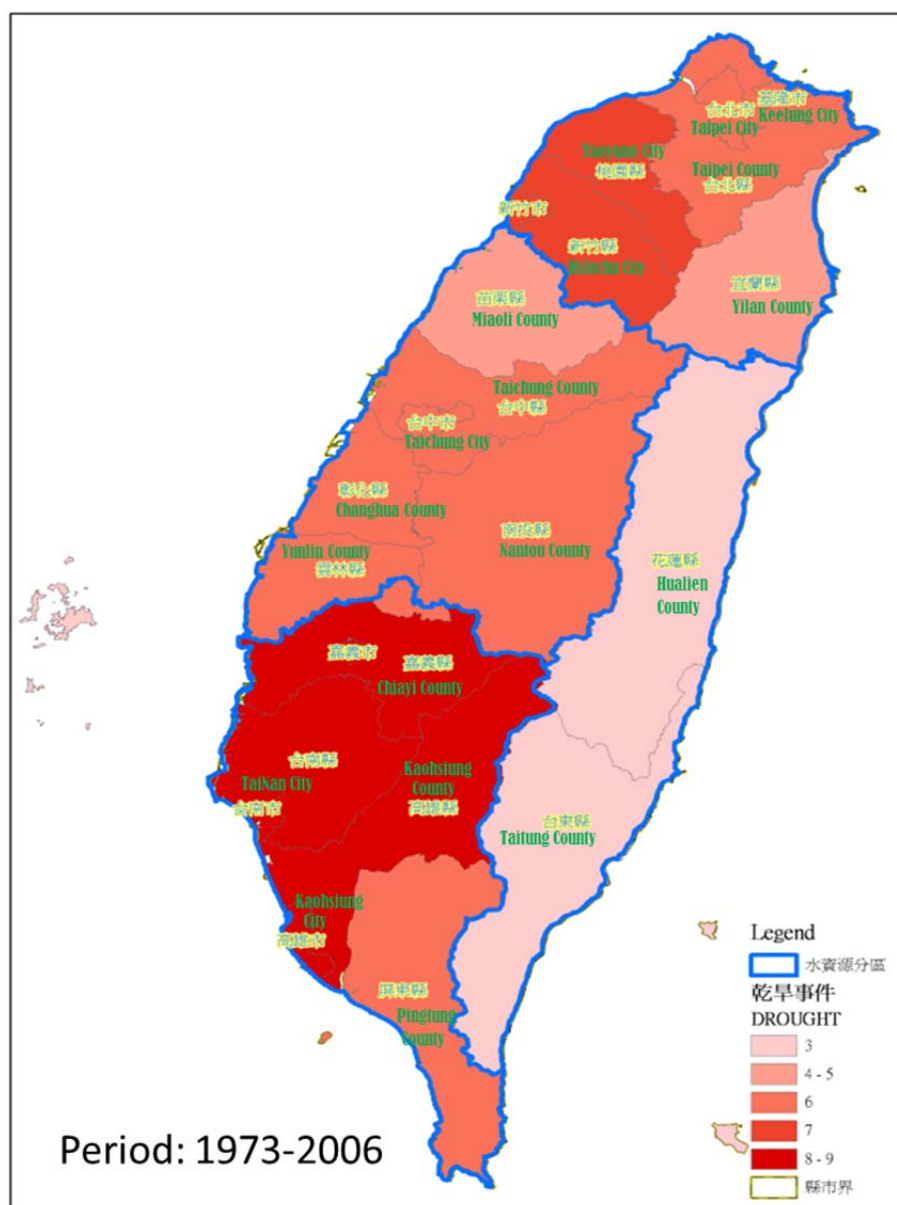 基隆市
台北市
Keelung City
Taipei City
Taoyuan City
桃園縣
Taipei County
台北縣
新竹市
新竹縣
Hsinchu City
宜蘭縣
Yilan County
苗栗縣
Miaoli County
Taichung County
台中縣
台中市
Taichung City
彰化縣
Changhua County
南投縣
Nantou County
Yunlin County
雲林縣
花蓮縣
Hualien
County
嘉義市
嘉義縣
Chiayi County
台南縣
TaiNan City
台南市
Kaohsiung
County
高雄縣
台東縣
Taitung County
Kaohsiung
City
高雄市
屏東縣
Pingtung
County
Legend
水資源分區
乾旱事件
DROUGHT
3
4 - 5
6
7
8 - 9
縣市界
Period: 1973-2006